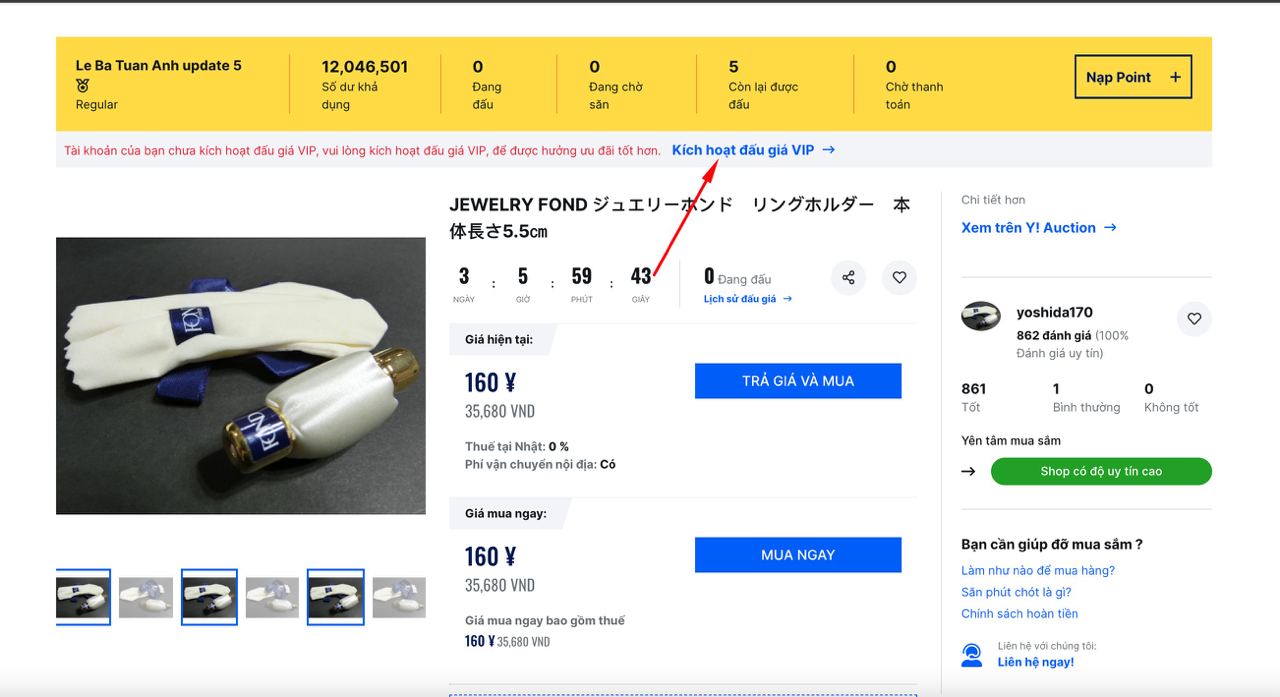 Le Ba Tuan Anh update 5
Regular
12,046,501
Số dư khả
dụng
0
Đang
đấu
0
Đang chờ
săn
5
Còn lại được
đấu
0
Chờ thanh
toán
Nạp Point +
Tài khoản của bạn chưa kích hoạt đấu giá VIP, vui lòng kích hoạt đấu giá VIP, để được hưởng ưu đãi tốt hơn. Kích hoạt đấu giá VIP →
JEWELRY FOND ジュエリーホンド　リングホルダー　本
体長さ5.5㎝
3 : 5 : 59 : 43
NGÀY GIỜ PHÚT GIÂY
0 Đang đấu
Lịch sử đấu giá →
Giá hiện tại:
160 ¥
35,680 VND
TRẢ GIÁ VÀ MUA
Thuế tại Nhật: 0 %
Phí vận chuyển nội địa: Có
Giá mua ngay:
160 ¥
35,680 VND
MUA NGAY
Giá mua ngay bao gồm thuế
160 ¥ 35,680 VND
Chi tiết hơn
Xem trên Y! Auction →
yoshida170
862 đánh giá (100%
Đánh giá uy tín)
861
Tốt
1
Bình thường
0
Không tốt
Yên tâm mua sắm
→ Shop có độ uy tín cao
Bạn cần giúp đỡ mua sắm ?
Làm như nào để mua hàng?
Săn phút chót là gì?
Chính sách hoàn tiền
Liên hệ với chúng tôi:
Liên hệ ngay!
FOND